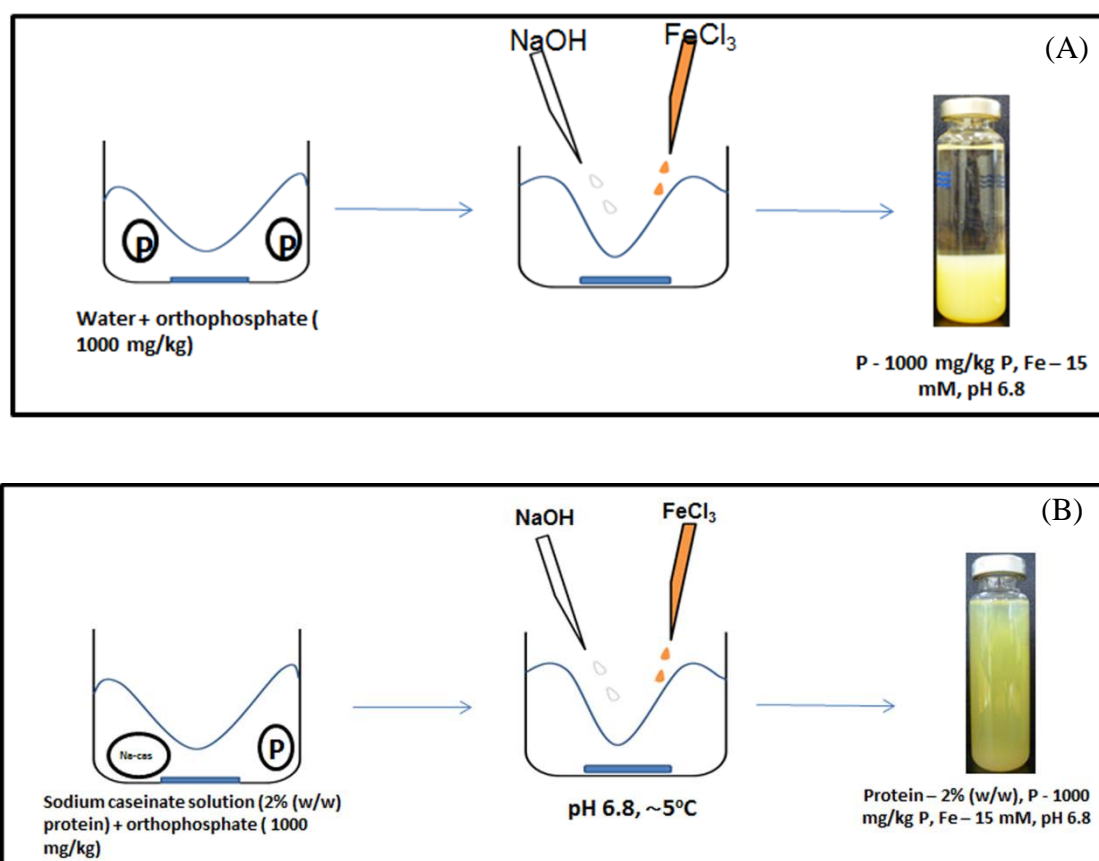 (A)
NaOH
FeCl₃
P
P
Water + orthophosphate (
1000 mg/kg)
P - 1000 mg/kg P, Fe – 15
mM, pH 6.8
(B)
NaOH
FeCl₃
Na-cas
P
Sodium caseinate solution (2% (w/w)
protein) + orthophosphate ( 1000
mg/kg)
pH 6.8, ~5°C
Protein – 2% (w/w), P - 1000
mg/kg P, Fe – 15 mM, pH 6.8